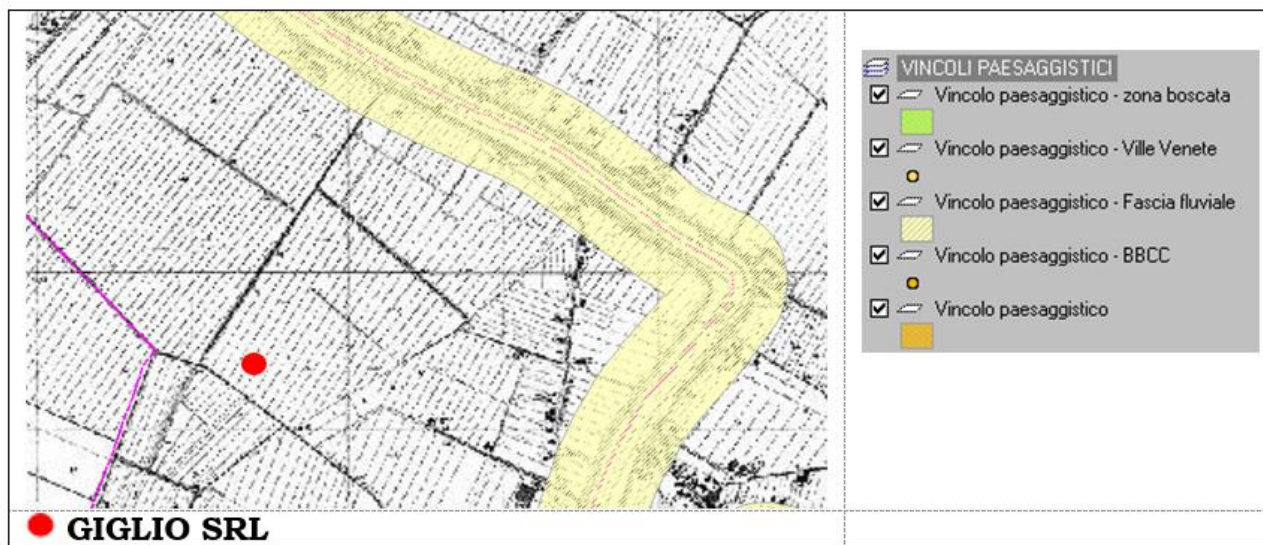 VINCOLI PAESAGGISTICI
Vincolo paesaggistico - zona boscata
Vincolo paesaggistico - Ville Venete
Vincolo paesaggistico - Fascia fluviale
Vincolo paesaggistico - BBCC
Vincolo paesaggistico
GIGLIO SRL